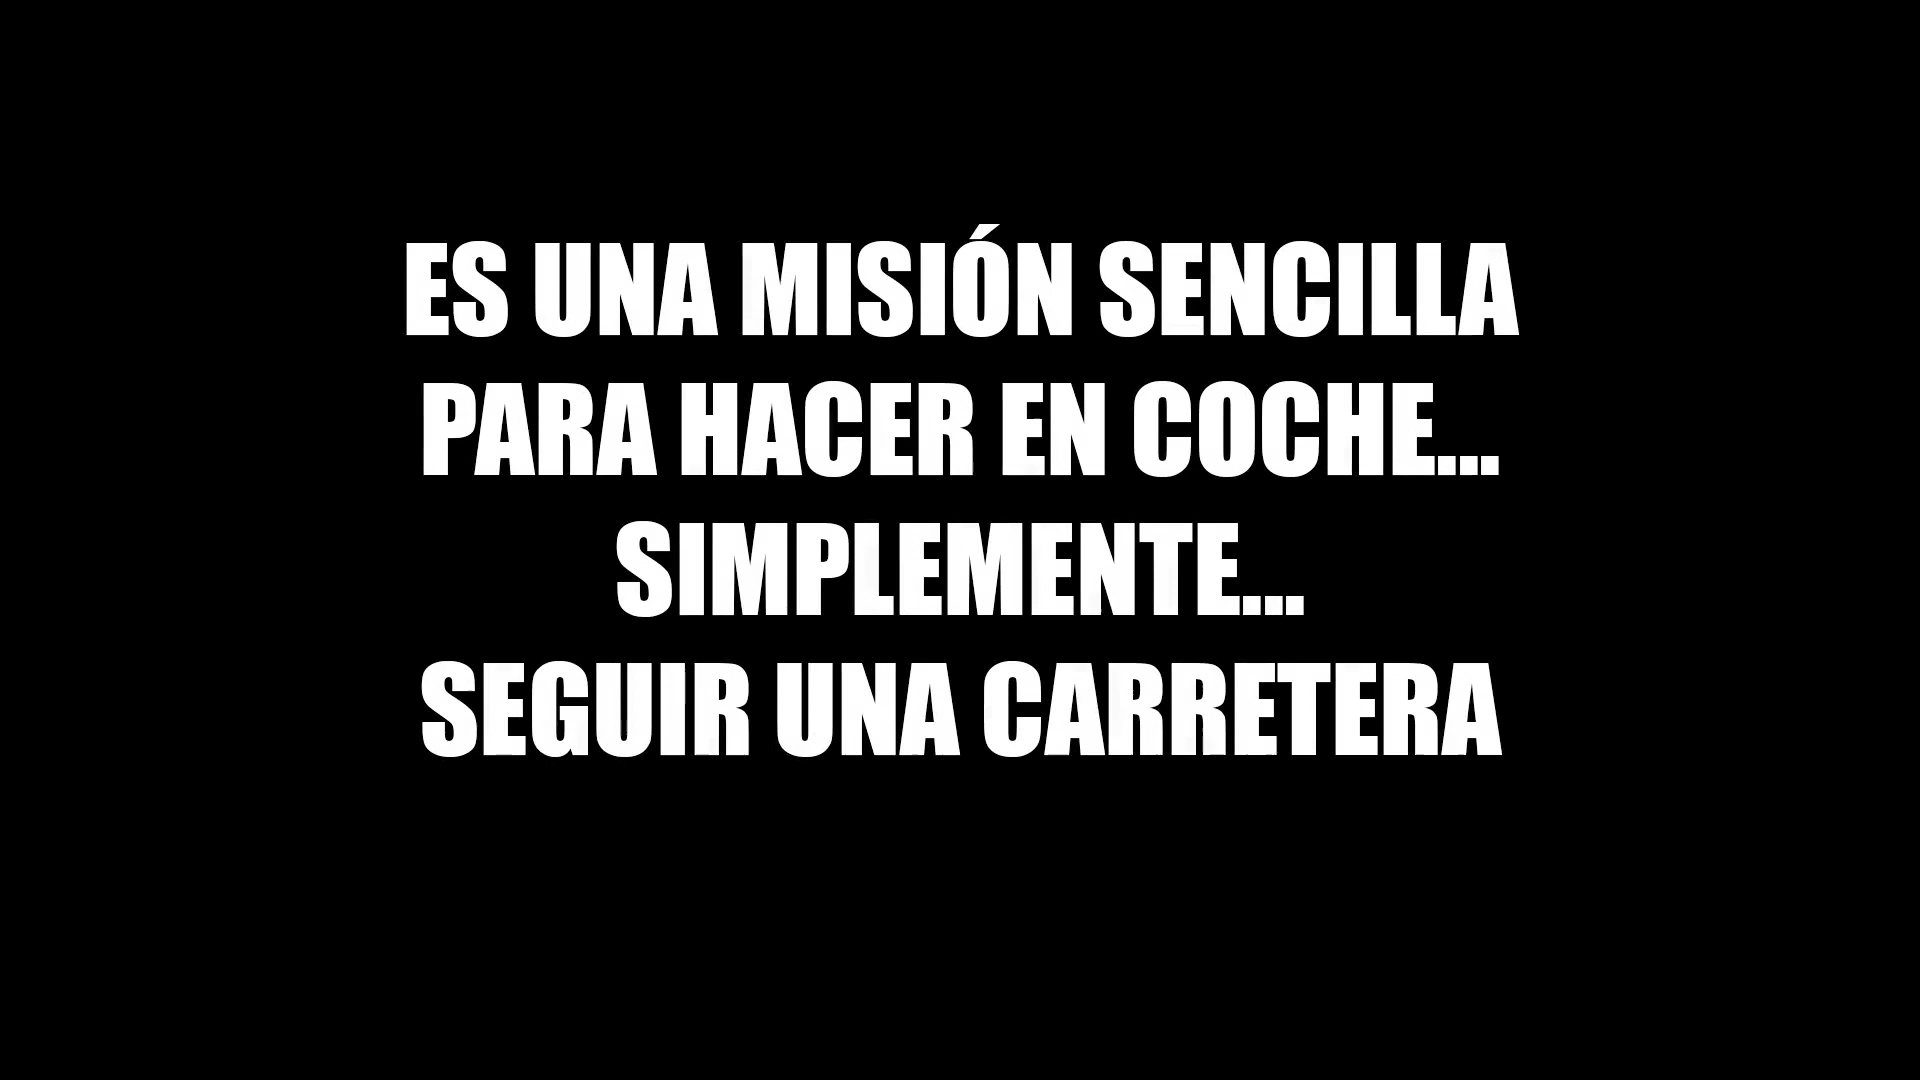 ES UNA MISIÓN SENCILLA
PARA HACER EN COCHE...
SIMPLEMENTE...
SEGUIR UNA CARRETERA